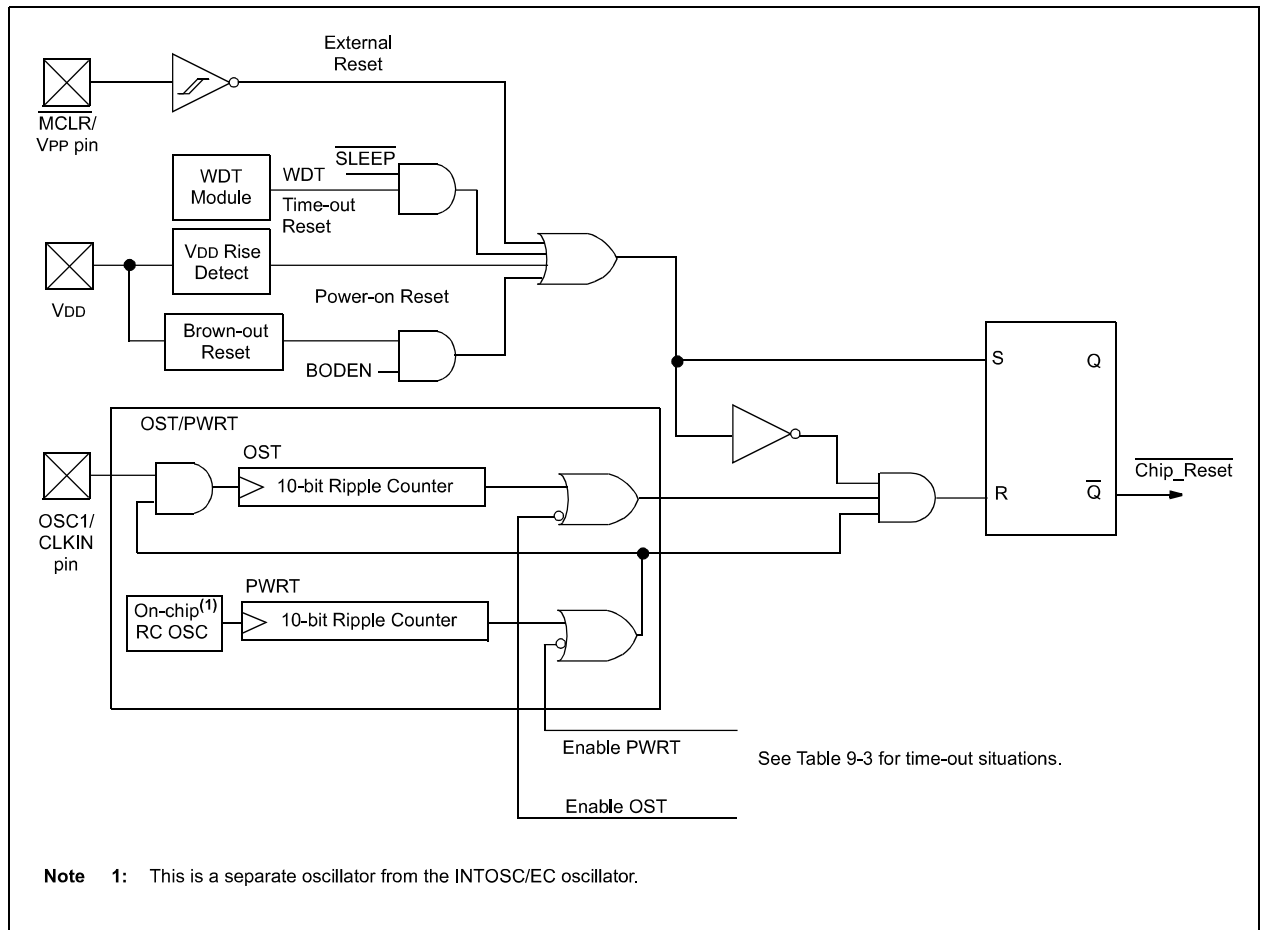 External
Reset
MCLR/
VPP pin
SLEEP
WDT
Module
WDT
Time-out
Reset
VDD Rise
Detect
VDD
Power-on Reset
Brown-out
Reset
BODEN
S
Q
OST/PWRT
OST
10-bit Ripple Counter
OSC1/
CLKIN
pin
R
Q
Chip_Reset
PWRT
On-chip(1)
RC OSC
10-bit Ripple Counter
Enable PWRT
See Table 9-3 for time-out situations.
Enable OST
Note 1: This is a separate oscillator from the INTOSC/EC oscillator.